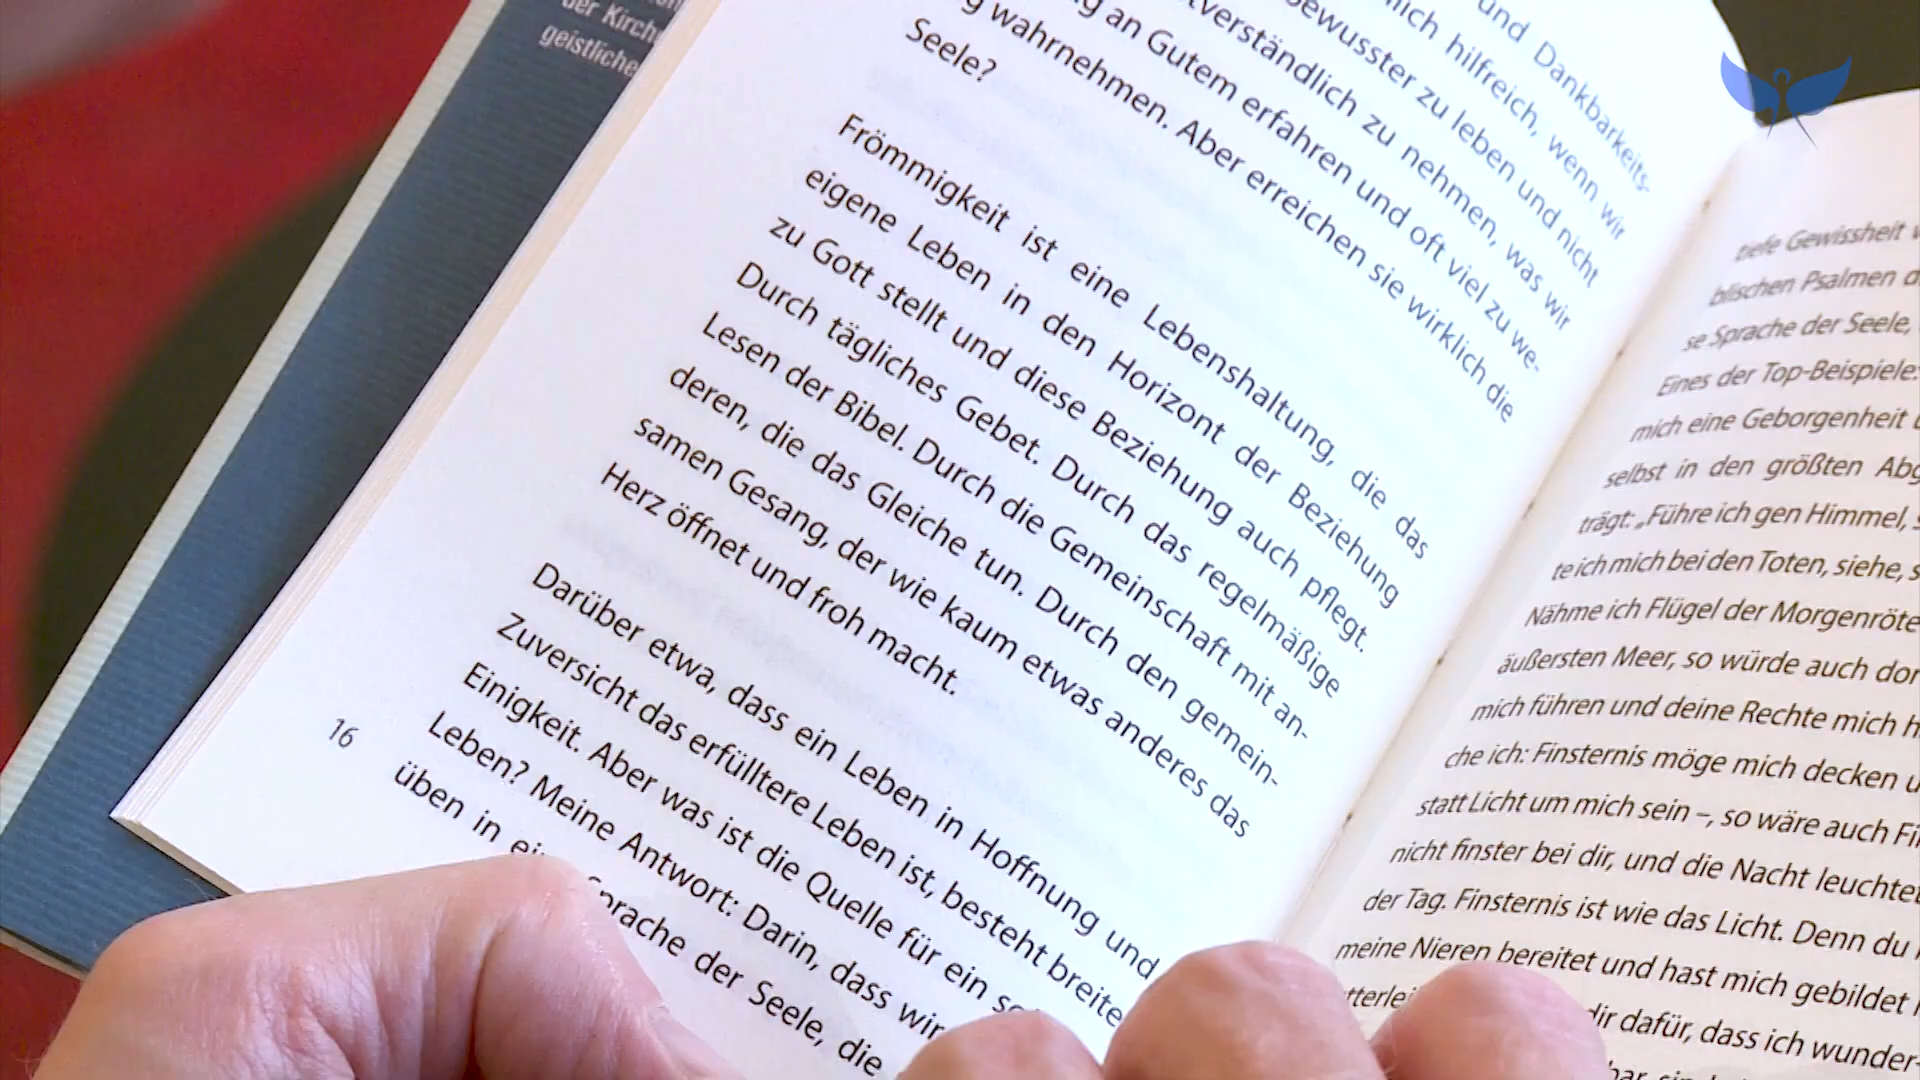 der Kirche
geistliche
und Dankbarkeits-
mich hilfreich, wenn wir
bewusster zu leben und nicht
verständlich zu nehmen, was wir
an Gutem erfahren und oft viel zu we-
g wahrnehmen. Aber erreichen sie wirklich die
Seele?
Frömmigkeit ist eine Lebenshaltung, die das
eigene Leben in den Horizont der Beziehung
zu Gott stellt und diese Beziehung auch pflegt.
Durch tägliches Gebet. Durch das regelmäßige
Lesen der Bibel. Durch die Gemeinschaft mit an-
deren, die das Gleiche tun. Durch den gemein-
samen Gesang, der wie kaum etwas anderes das
Herz öffnet und froh macht.
Darüber etwa, dass ein Leben in Hoffnung und
Zuversicht das erfülltere Leben ist, besteht breite
Einigkeit. Aber was ist die Quelle für ein
Leben? Meine Antwort: Darin, dass wir
üben in Sprache der Seele, die
16
tiefe Gewissheit
blischen Psalmen
se Sprache der Seele,
Eines der Top-Beispiele:
mich eine Geborgenheit
selbst in den größten
trägt: „Führe ich gen Himmel,
te ich mich bei den Toten, siehe,
Nähme ich Flügel der Morgenröte
äußersten Meer, so würde auch
mich führen und deine Rechte mich
che ich: Finsternis möge mich decken
statt Licht um mich sein –, so wäre auch
nicht finster bei dir, und die Nacht
der Tag. Finsternis ist wie das Licht. Denn du
meine Nieren bereitet und hast mich gebildet
dir dafür, dass ich wunder-